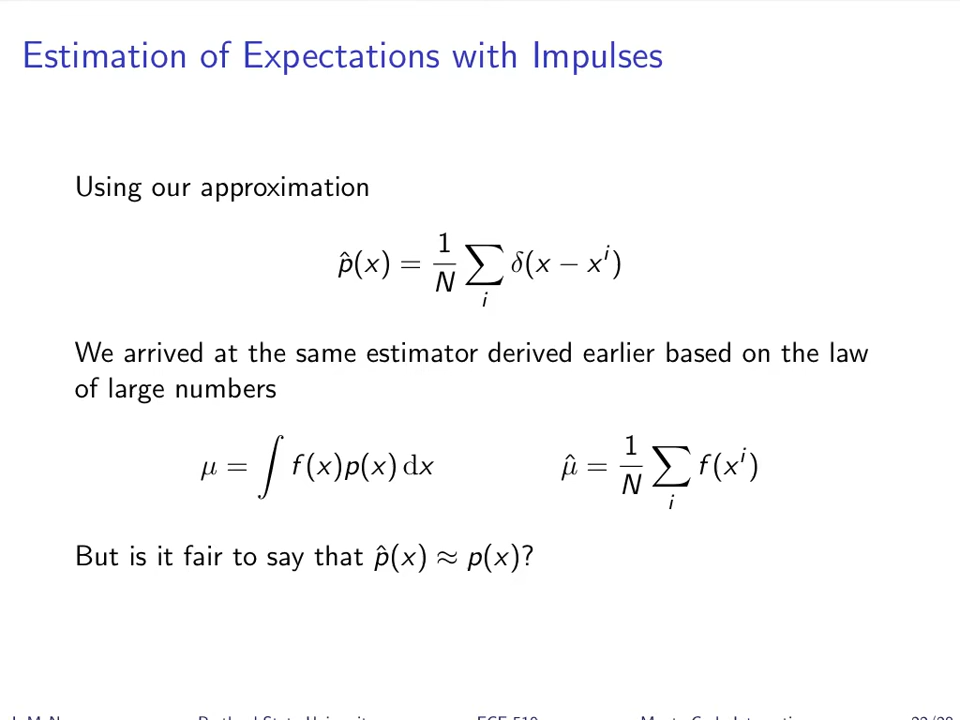 Estimation of Expectations with Impulses
Using our approximation
p̂(x) = 1/N ∑_i δ(x − x^i)
We arrived at the same estimator derived earlier based on the law
of large numbers
μ = ∫ f(x)p(x) dx    μ̂ = 1/N ∑_i f(x^i)
But is it fair to say that p̂(x) ≈ p(x)?